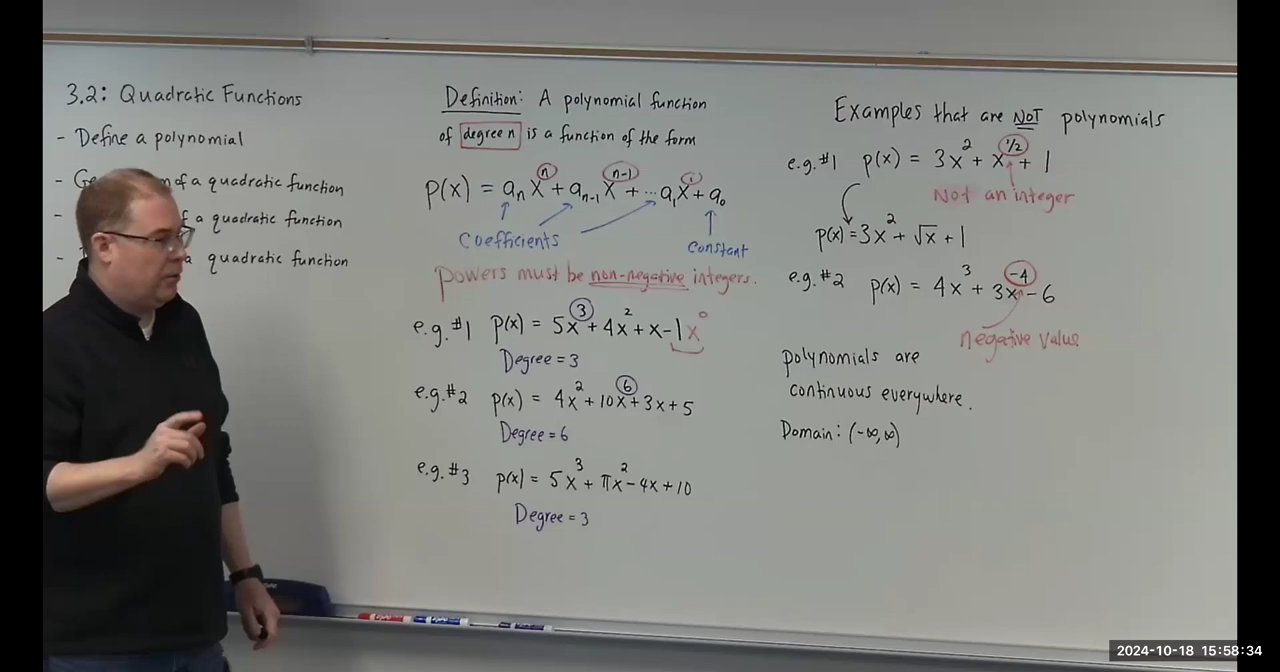 3.2: Quadratic Functions
- Define a polynomial
- Ge of a quadratic function
- a quadratic function
- a quadratic function
Definition: A polynomial function
of degree n is a function of the form
p(x) = aₙxⁿ + aₙ₋₁xⁿ⁻¹ + ... a₁x¹ + a₀
Coefficients
Constant
Powers must be non-negative integers.
e.g. #1 p(x) = 5x³ + 4x² + x - 1x⁰
Degree = 3
e.g. #2 p(x) = 4x² + 10x⁶ + 3x + 5
Degree = 6
e.g. #3 p(x) = 5x³ + πx² - 4x + 10
Degree = 3
Examples that are NOT polynomials
e.g. #1 p(x) = 3x² + x^(1/2) + 1
Not an integer
p(x) = 3x² + √x + 1
e.g. #2 p(x) = 4x³ + 3x⁻⁴ - 6
negative value
polynomials are
continuous everywhere.
Domain: (-∞,∞)
2024-10-18 15:58:34